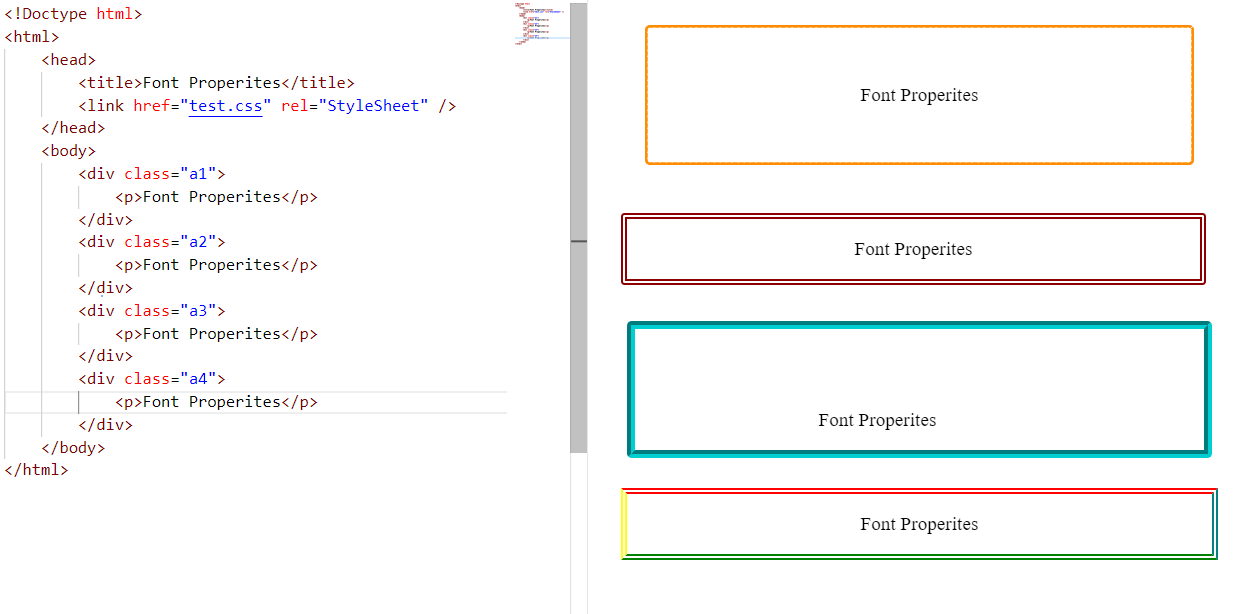 <!Doctype html>
<html>
<head>
<title>Font Properites</title>
<link href="test.css" rel="StyleSheet" />
</head>
<body>
<div class="a1">
<p>Font Properites</p>
</div>
<div class="a2">
<p>Font Properites</p>
</div>
<div class="a3">
<p>Font Properites</p>
</div>
<div class="a4">
<p>Font Properites</p>
</div>
</body>
</html>
Font Properites
Font Properites
Font Properites
Font Properites